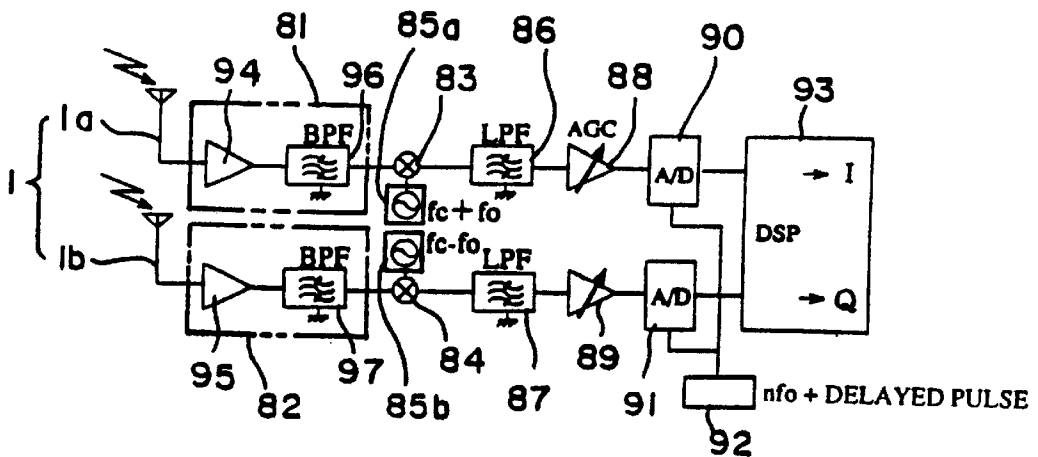 81
85a
86
90
94
96
83
88
93
1a
BPF
LPF
AGC
A/D
I
fc+fo
1
DSP
fc-fo
1b
BPF
LPF
A/D
Q
95
82
97
85b
84
87
89
91
92
nfo + DELAYED PULSE